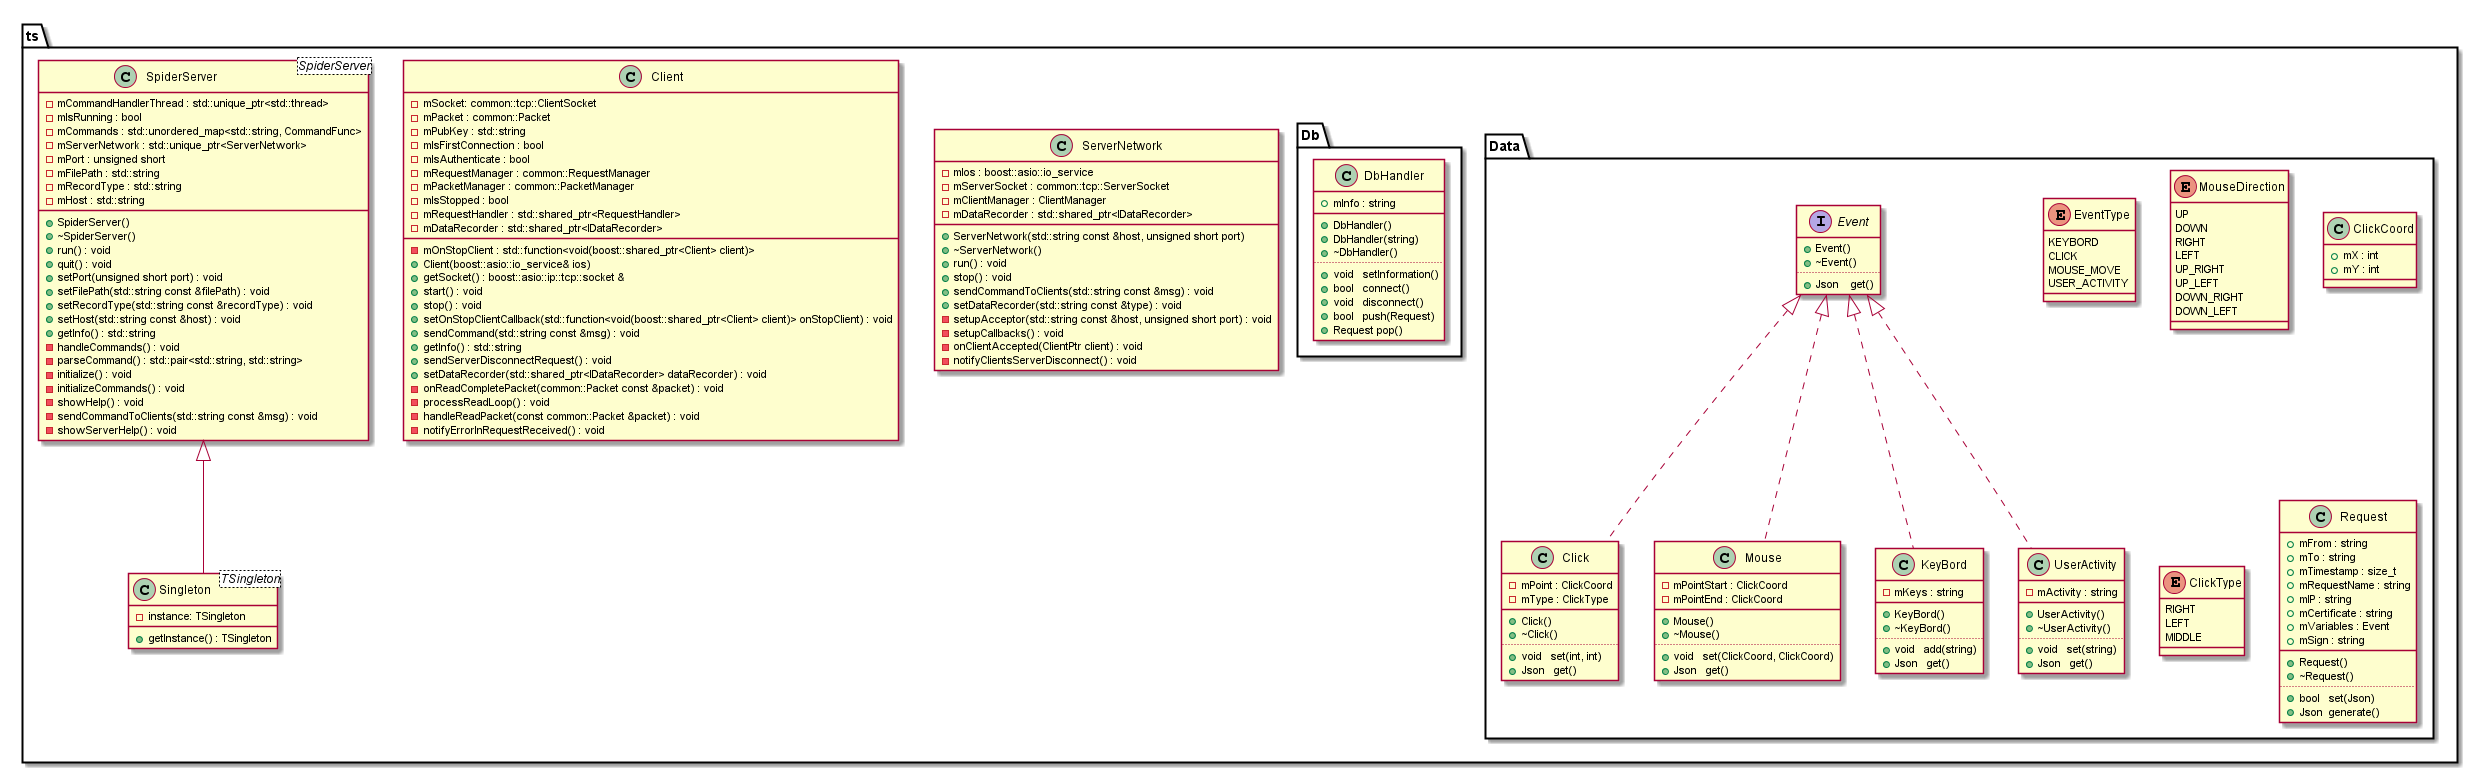 ts
SpiderServer
SpiderServer
mCommandHandlerThread : std::unique_ptr<std::thread>
mIsRunning : bool
mCommands : std::unordered_map<std::string, CommandFunc>
mServerNetwork : std::unique_ptr<ServerNetwork>
mPort : unsigned short
mFilePath : std::string
mRecordType : std::string
mHost : std::string
SpiderServer()
~SpiderServer()
run() : void
quit() : void
setPort(unsigned short port) : void
setFilePath(std::string const &filePath) : void
setRecordType(std::string const &recordType) : void
setHost(std::string const &host) : void
getInfo() : std::string
handleCommands() : void
parseCommand() : std::pair<std::string, std::string>
initialize() : void
initializeCommands() : void
showHelp() : void
sendCommandToClients(std::string const &msg) : void
showServerHelp() : void
Client
mSocket: common::tcp::ClientSocket
mPacket : common::Packet
mPubKey : std::string
mIsFirstConnection : bool
mIsAuthenticate : bool
mRequestManager : common::RequestManager
mPacketManager : common::PacketManager
mIsStopped : bool
mRequestHandler : std::shared_ptr<RequestHandler>
mDataRecorder : std::shared_ptr<IDataRecorder>
mOnStopClient : std::function<void(boost::shared_ptr<Client> client)>
Client(boost::asio::io_service& ios)
getSocket() : boost::asio::ip::tcp::socket &
start() : void
stop() : void
setOnStopClientCallback(std::function<void(boost::shared_ptr<Client> client)> onStopClient) : void
sendCommand(std::string const &msg) : void
getInfo() : std::string
sendServerDisconnectRequest() : void
setDataRecorder(std::shared_ptr<IDataRecorder> dataRecorder) : void
onReadCompletePacket(common::Packet const &packet) : void
processReadLoop() : void
handleReadPacket(const common::Packet &packet) : void
notifyErrorInRequestReceived() : void
ServerNetwork
mIos : boost::asio::io_service
mServerSocket : common::tcp::ServerSocket
mClientManager : ClientManager
mDataRecorder : std::shared_ptr<IDataRecorder>
ServerNetwork(std::string const &host, unsigned short port)
~ServerNetwork()
run() : void
stop() : void
sendCommandToClients(std::string const &msg) : void
setDataRecorder(std::string const &type) : void
setupAcceptor(std::string const &host, unsigned short port) : void
setupCallbacks() : void
onClientAccepted(ClientPtr client) : void
notifyClientsServerDisconnect() : void
Db
DbHandler
mInfo : string
DbHandler()
DbHandler(string)
~DbHandler()
void setInformation()
bool connect()
void disconnect()
bool push(Request)
Request pop()
Data
Event
Event()
~Event()
Json get()
EventType
KEYBORD
CLICK
MOUSE_MOVE
USER_ACTIVITY
MouseDirection
UP
DOWN
RIGHT
LEFT
UP_RIGHT
UP_LEFT
DOWN_RIGHT
DOWN_LEFT
ClickCoord
mX : int
mY : int
Singleton
TSingleton
instance: TSingleton
getInstance() : TSingleton
Click
mPoint : ClickCoord
mType : ClickType
Click()
~Click()
void set(int, int)
Json get()
Mouse
mPointStart : ClickCoord
mPointEnd : ClickCoord
Mouse()
~Mouse()
void set(ClickCoord, ClickCoord)
Json get()
KeyBord
mKeys : string
KeyBord()
~KeyBord()
void add(string)
Json get()
UserActivity
mActivity : string
UserActivity()
~UserActivity()
void set(string)
Json get()
ClickType
RIGHT
LEFT
MIDDLE
Request
mFrom : string
mTo : string
mTimestamp : size_t
mRequestName : string
mIP : string
mCertificate : string
mVariables : Event
mSign : string
Request()
~Request()
bool set(Json)
Json generate()